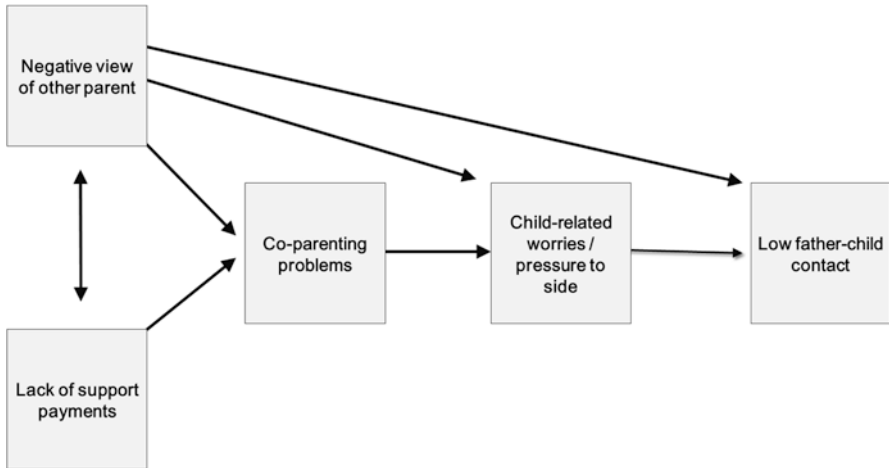 Negative view
of other parent
Co-parenting
problems
Child-related
worries /
pressure to
side
Low father-child
contact
Lack of support
payments